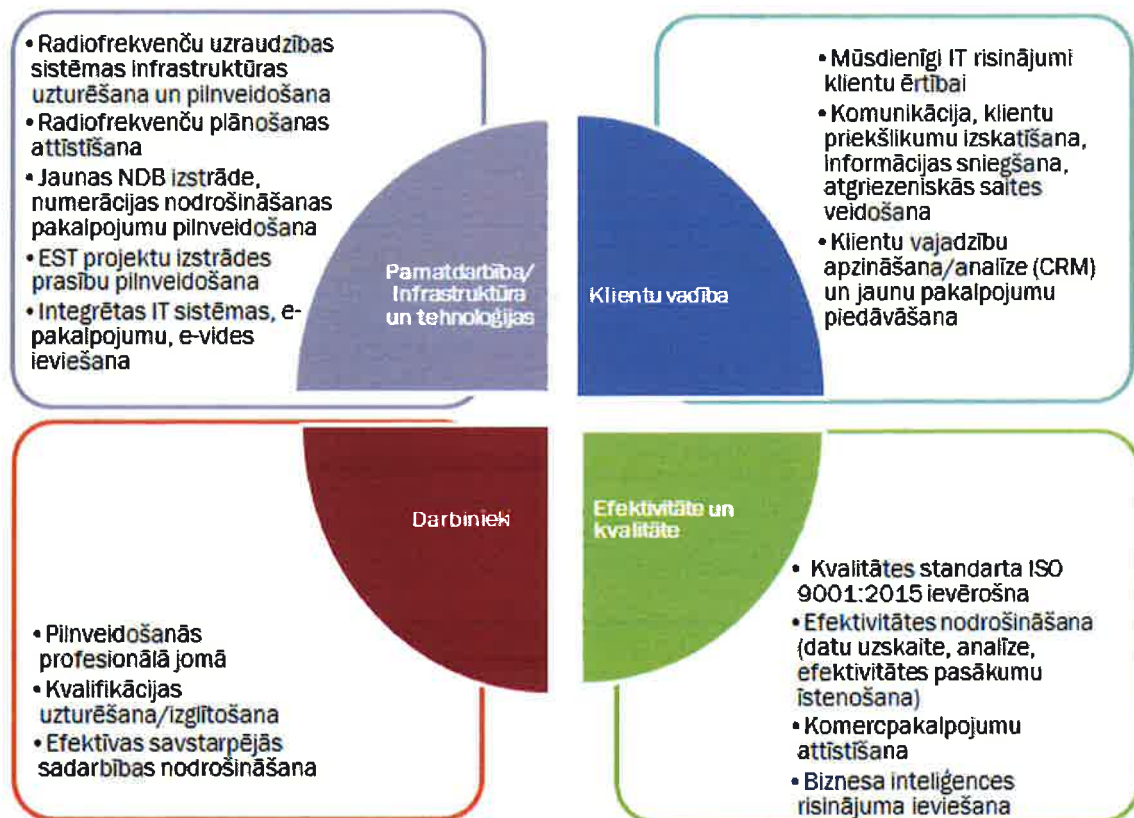 • Radiofrekvenču uzraudzības
sistēmas infrastruktūras
uzturēšana un pilnveidošana
• Radiofrekvenču plānošanas
attīstīšana
• Jaunas NDB izstrāde,
numerācijas nodrošināšanas
pakalpojumu pilnveidošana
• EST projektu izstrādes
prasību pilnveidošana
• Integrētas IT sistēmas, e-
pakalpojumu, e-vides
ieviešana
Pamatdarbība/
Infrastruktūra
un tehnoloģijas
Klientu vadība
• Mūsdienīgi IT risinājumi
klientu ērtībai
• Komunikācija, klientu
priekšlikumu izskatīšana,
informācijas sniegšana,
atgriezeniskās saites
veidošana
• Klientu vajadzību
apzināšana/analīze (CRM)
un jaunu pakalpojumu
piedāvāšana
Darbinieki
• Pilnveidošanās
profesionālā jomā
• Kvalifikācijas
uzturēšana/izglītošana
• Efektīvas savstarpējās
sadarbības nodrošināšana
Efektivitāte un
kvalitāte
• Kvalitātes standarta ISO
9001:2015 ievērošna
• Efektivitātes nodrošināšana
(datu uzskaite, analīze,
efektivitātes pasākumu
īstenošana)
• Komercpakalpojumu
attīstīšana
• Biznesa inteliģences
risinājuma ieviešana